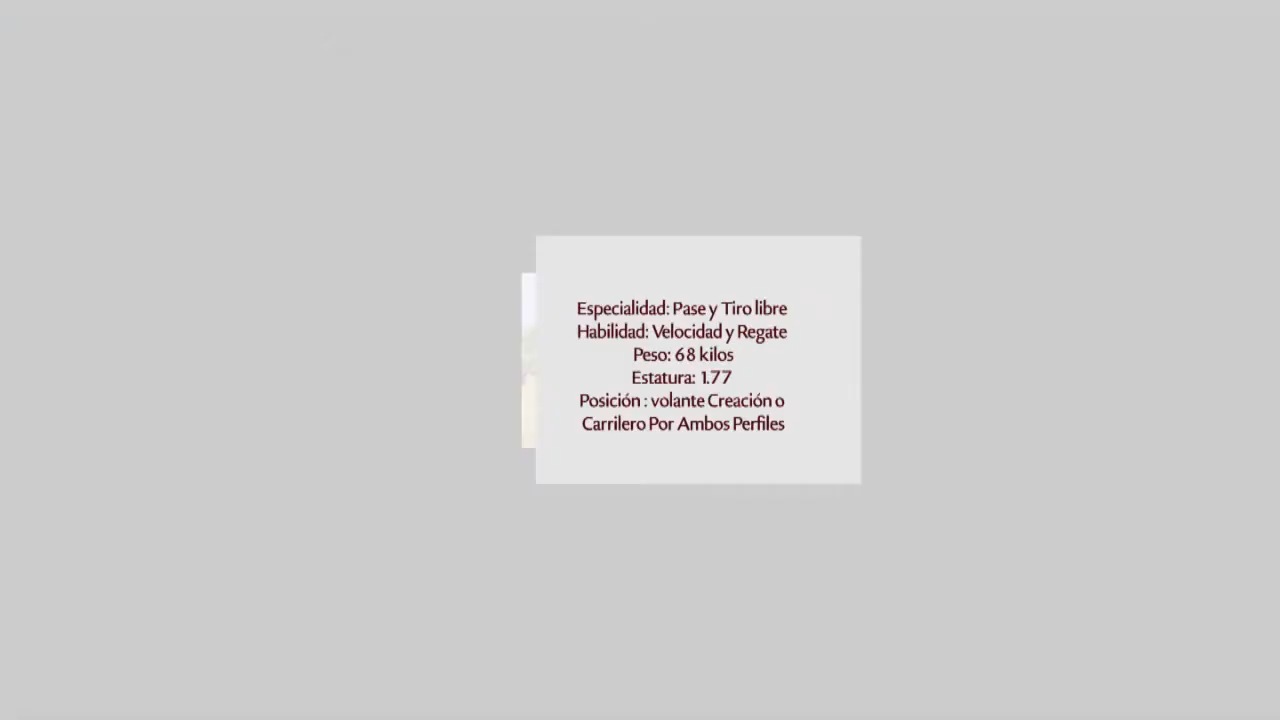 Especialidad: Pase y Tiro libre
Habilidad: Velocidad y Regate
Peso: 68 kilos
Estatura: 1.77
Posición : volante Creación o
Carrilero Por Ambos Perfiles